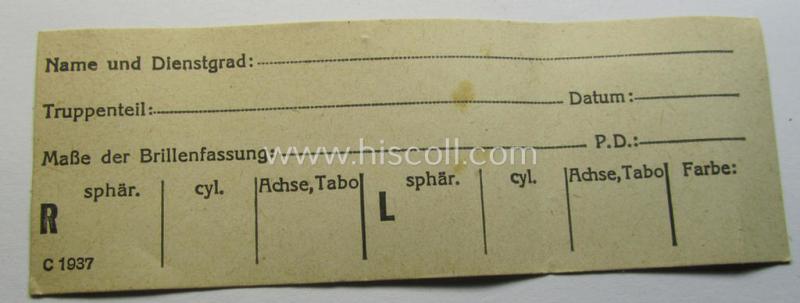 Name und Dienstgrad:
Truppenteil: Datum:
Maße der Brillenfassung: P.D.:
www.hiscoll.com
R sphär. cyl. Achse, Tabo L sphär. cyl. Achse, Tabo Farbe:
C 1937